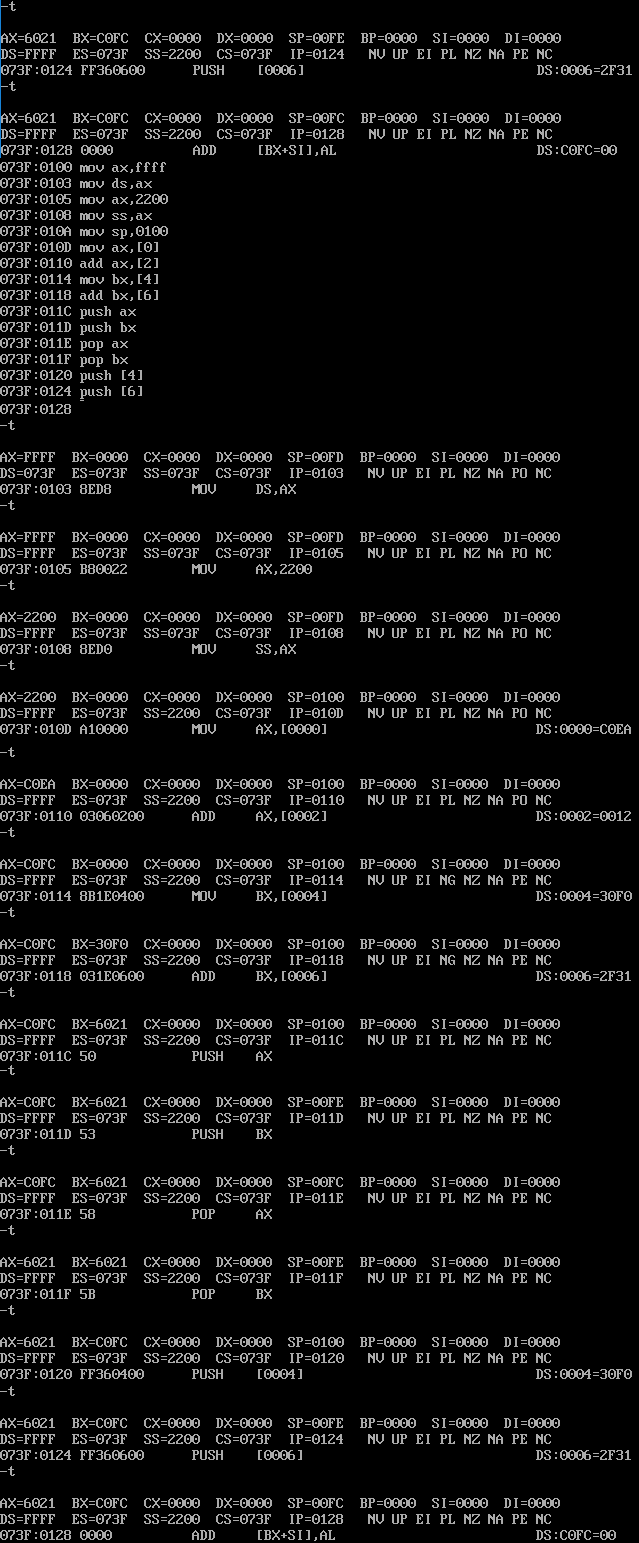 -t
AX=6021  BX=C0FC  CX=0000  DX=0000  SP=00FE  BP=0000  SI=0000  DI=0000
DS=FFFF  ES=073F  SS=2200  CS=073F  IP=0124   NV UP EI PL NZ NA PE NC
073F:0124 FF360600      PUSH    [0006]                             DS:0006=2F31
-t
AX=6021  BX=C0FC  CX=0000  DX=0000  SP=00FC  BP=0000  SI=0000  DI=0000
DS=FFFF  ES=073F  SS=2200  CS=073F  IP=0128   NV UP EI PL NZ NA PE NC
073F:0128 0000          ADD     [BX+SI],AL                         DS:C0FC=00
073F:0100 mov ax,ffff
073F:0103 mov ds,ax
073F:0105 mov ax,2200
073F:0108 mov ss,ax
073F:010A mov sp,0100
073F:010D mov ax,[0]
073F:0110 add ax,[2]
073F:0114 mov bx,[4]
073F:0118 add bx,[6]
073F:011C push ax
073F:011D push bx
073F:011E pop ax
073F:011F pop bx
073F:0120 push [4]
073F:0124 push [6]
073F:0128
-t
AX=FFFF  BX=0000  CX=0000  DX=0000  SP=00FD  BP=0000  SI=0000  DI=0000
DS=073F  ES=073F  SS=073F  CS=073F  IP=0103   NV UP EI PL NZ NA PO NC
073F:0103 8ED8          MOV     DS,AX
-t
AX=FFFF  BX=0000  CX=0000  DX=0000  SP=00FD  BP=0000  SI=0000  DI=0000
DS=FFFF  ES=073F  SS=073F  CS=073F  IP=0105   NV UP EI PL NZ NA PO NC
073F:0105 B80022        MOV     AX,2200
-t
AX=2200  BX=0000  CX=0000  DX=0000  SP=00FD  BP=0000  SI=0000  DI=0000
DS=FFFF  ES=073F  SS=073F  CS=073F  IP=0108   NV UP EI PL NZ NA PO NC
073F:0108 8ED0          MOV     SS,AX
-t
AX=2200  BX=0000  CX=0000  DX=0000  SP=0100  BP=0000  SI=0000  DI=0000
DS=FFFF  ES=073F  SS=2200  CS=073F  IP=010D   NV UP EI PL NZ NA PO NC
073F:010D A10000        MOV     AX,[0000]                          DS:0000=C0EA
-t
AX=C0EA  BX=0000  CX=0000  DX=0000  SP=0100  BP=0000  SI=0000  DI=0000
DS=FFFF  ES=073F  SS=2200  CS=073F  IP=0110   NV UP EI PL NZ NA PO NC
073F:0110 03060200      ADD     AX,[0002]                          DS:0002=0012
-t
AX=C0FC  BX=0000  CX=0000  DX=0000  SP=0100  BP=0000  SI=0000  DI=0000
DS=FFFF  ES=073F  SS=2200  CS=073F  IP=0114   NV UP EI NG NZ NA PE NC
073F:0114 8B1E0400      MOV     BX,[0004]                          DS:0004=30F0
-t
AX=C0FC  BX=30F0  CX=0000  DX=0000  SP=0100  BP=0000  SI=0000  DI=0000
DS=FFFF  ES=073F  SS=2200  CS=073F  IP=0118   NV UP EI NG NZ NA PE NC
073F:0118 031E0600      ADD     BX,[0006]                          DS:0006=2F31
-t
AX=C0FC  BX=6021  CX=0000  DX=0000  SP=0100  BP=0000  SI=0000  DI=0000
DS=FFFF  ES=073F  SS=2200  CS=073F  IP=011C   NV UP EI PL NZ NA PE NC
073F:011C 50            PUSH    AX
-t
AX=C0FC  BX=6021  CX=0000  DX=0000  SP=00FE  BP=0000  SI=0000  DI=0000
DS=FFFF  ES=073F  SS=2200  CS=073F  IP=011D   NV UP EI PL NZ NA PE NC
073F:011D 53            PUSH    BX
-t
AX=C0FC  BX=6021  CX=0000  DX=0000  SP=00FC  BP=0000  SI=0000  DI=0000
DS=FFFF  ES=073F  SS=2200  CS=073F  IP=011E   NV UP EI PL NZ NA PE NC
073F:011E 58            POP     AX
-t
AX=6021  BX=6021  CX=0000  DX=0000  SP=00FE  BP=0000  SI=0000  DI=0000
DS=FFFF  ES=073F  SS=2200  CS=073F  IP=011F   NV UP EI PL NZ NA PE NC
073F:011F 5B            POP     BX
-t
AX=6021  BX=C0FC  CX=0000  DX=0000  SP=0100  BP=0000  SI=0000  DI=0000
DS=FFFF  ES=073F  SS=2200  CS=073F  IP=0120   NV UP EI PL NZ NA PE NC
073F:0120 FF360400      PUSH    [0004]                             DS:0004=30F0
-t
AX=6021  BX=C0FC  CX=0000  DX=0000  SP=00FE  BP=0000  SI=0000  DI=0000
DS=FFFF  ES=073F  SS=2200  CS=073F  IP=0124   NV UP EI PL NZ NA PE NC
073F:0124 FF360600      PUSH    [0006]                             DS:0006=2F31
-t
AX=6021  BX=C0FC  CX=0000  DX=0000  SP=00FC  BP=0000  SI=0000  DI=0000
DS=FFFF  ES=073F  SS=2200  CS=073F  IP=0128   NV UP EI PL NZ NA PE NC
073F:0128 0000          ADD     [BX+SI],AL                         DS:C0FC=00